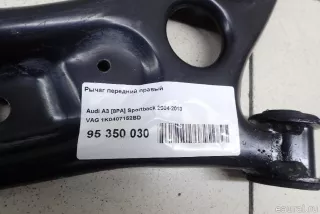 Рычаг передний правый
Audi A3 [8PA] Sportback 2004-2013
VAG 1K0407152BD
95 350 030